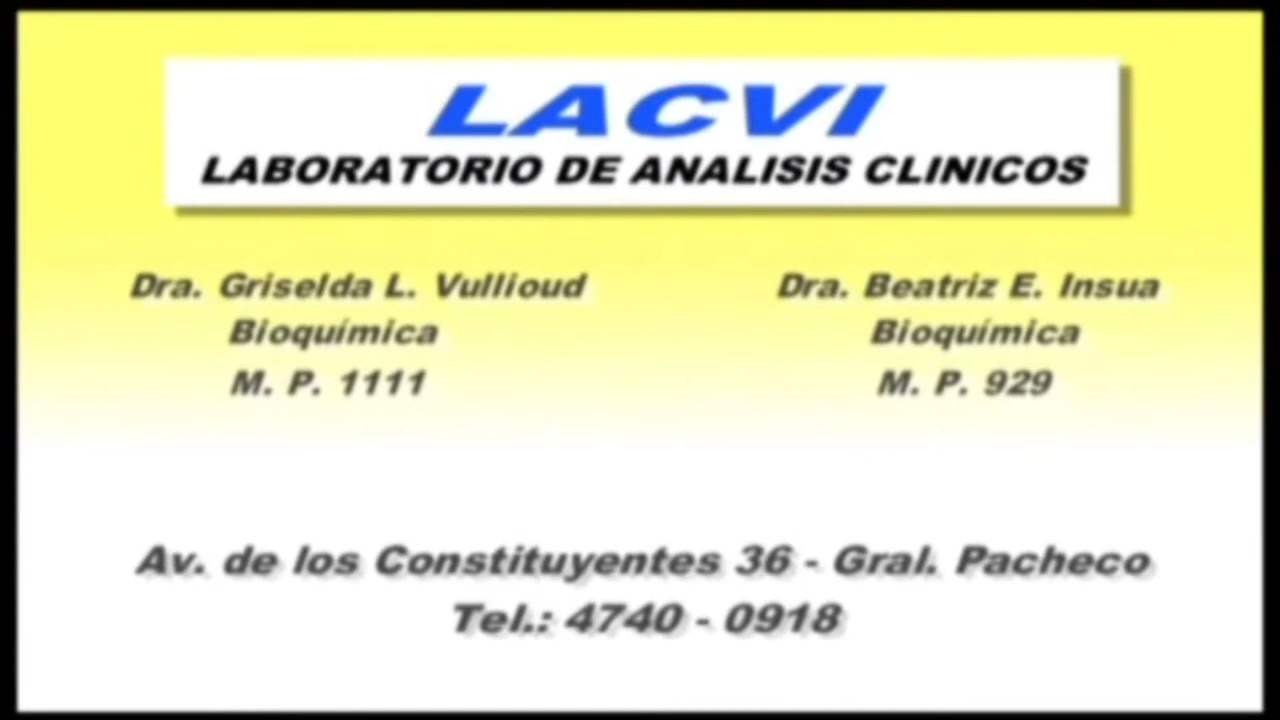 LACVI
LABORATORIO DE ANALISIS CLINICOS
Dra. Griselda L. Vullioud
Bioquímica
M. P. 1111
Dra. Beatriz E. Insua
Bioquímica
M. P. 929
Av. de los Constituyentes 36 - Gral. Pacheco
Tel.: 4740 - 0918